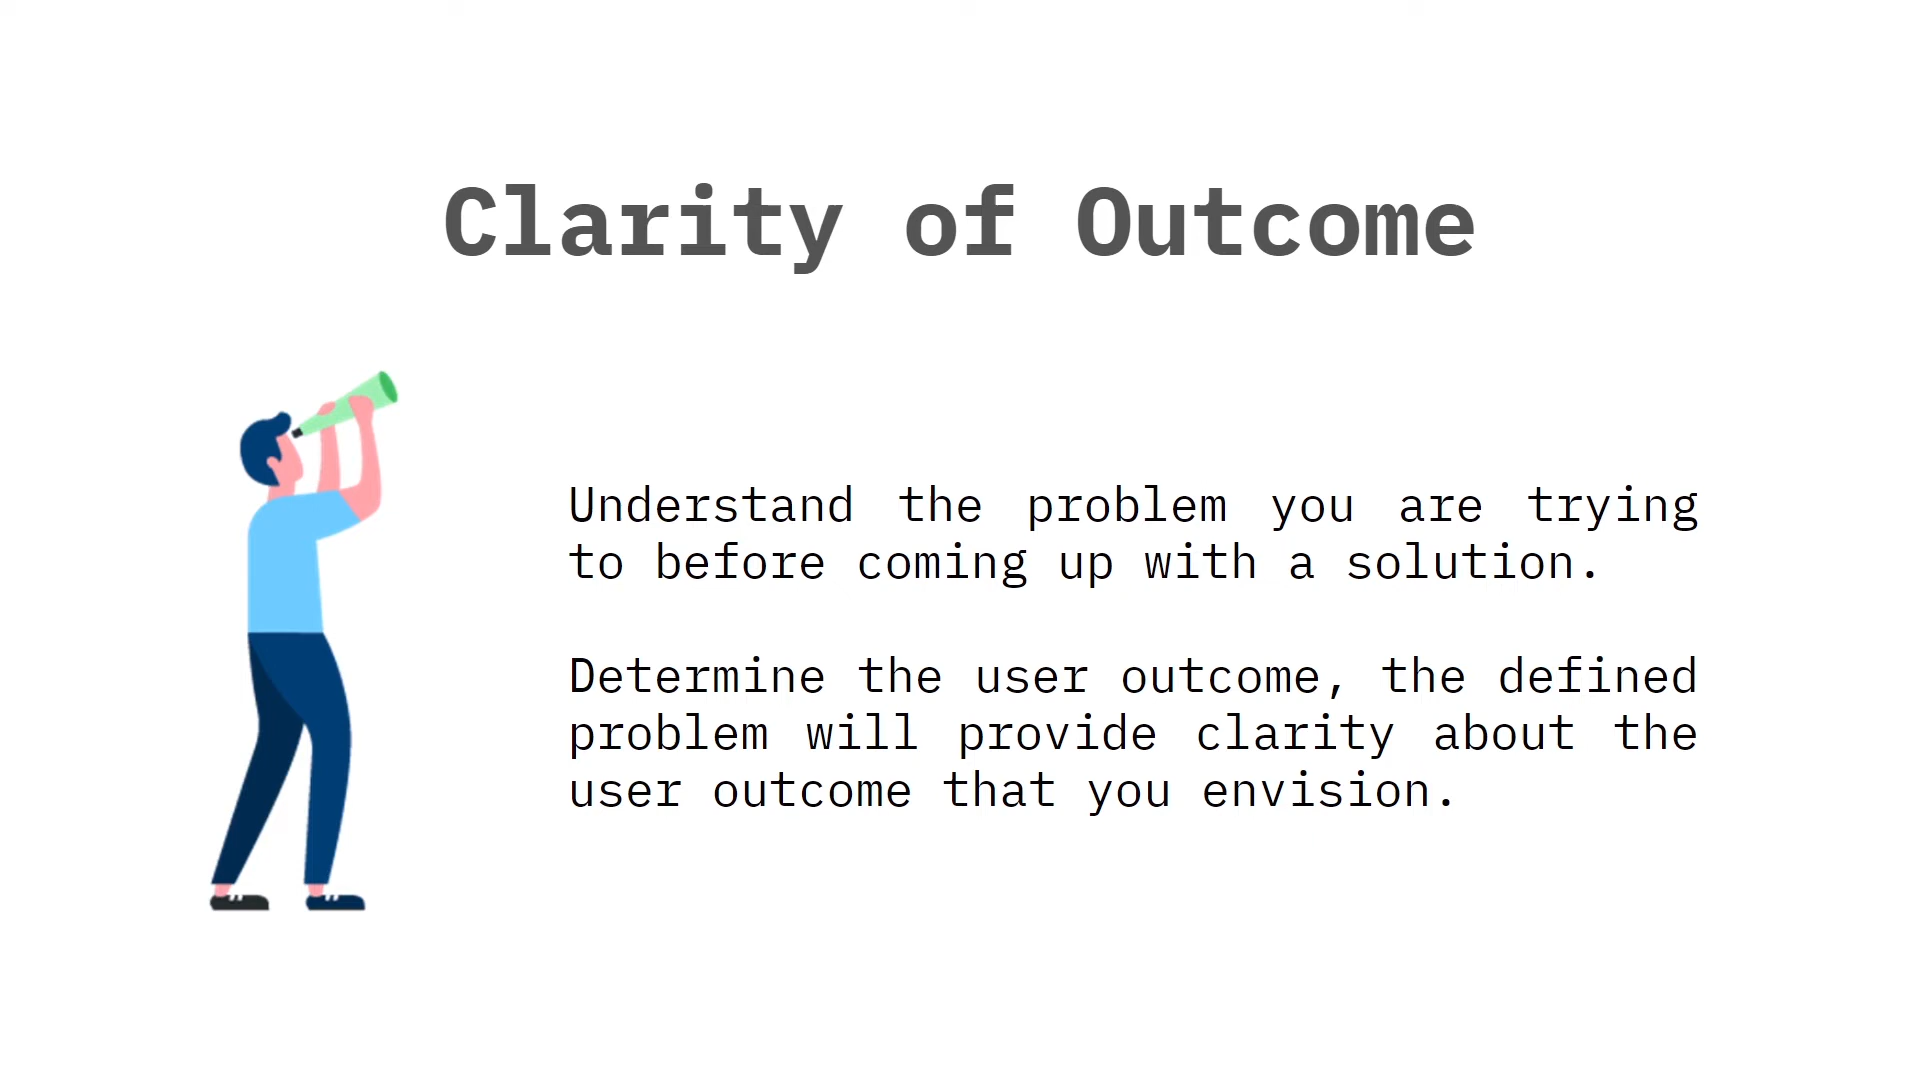 Clarity of Outcome
Understand the problem you are trying
to before coming up with a solution.
Determine the user outcome, the defined
problem will provide clarity about the
user outcome that you envision.